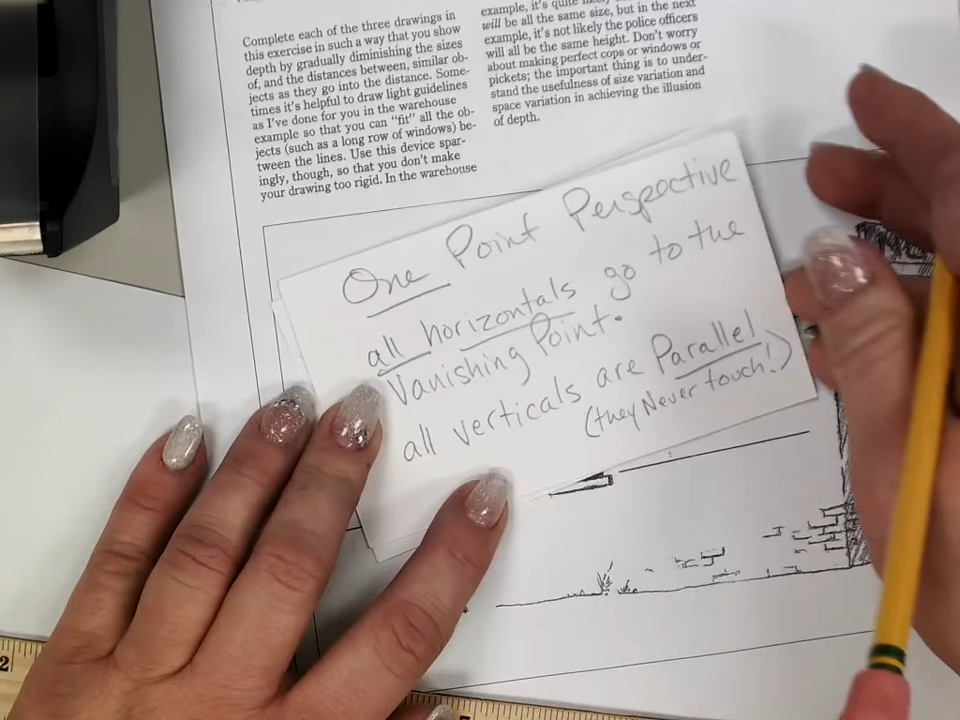 Complete each of the three drawings in
this exercise in such a way that you show
depth by gradually diminishing the sizes
of, and the distances between, similar ob-
jects as they go into the distance. Some-
times it's helpful to draw light guidelines
as I've done for you in the warehouse
example so that you can "fit" all the ob-
jects (such as a long row of windows) be-
tween the lines. Use this device spar-
ingly, though, so that you don't make
your drawing too rigid. In the warehouse
example, it's quite
will be all the same size, but in the next
example, it's not likely the police officers
will all be the same height. Don't worry
about making perfect cops or windows or
pickets; the important thing is to under-
stand the usefulness of size variation and
space variation in achieving the illusion
of depth.
One Point Perspective
all horizontals go to the
Vanishing Point.
all verticals are Parallel
(they Never touch!)
2